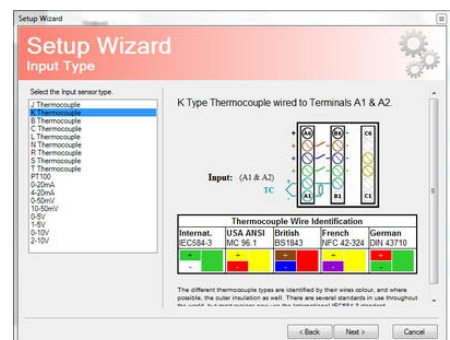 Setup Wizard
Setup Wizard
Input Type
Select the Input sensor type.
J Thermocouple
K Thermocouple
B Thermocouple
C Thermocouple
L Thermocouple
N Thermocouple
R Thermocouple
S Thermocouple
T Thermocouple
PT100
0-20mA
4-20mA
0-50mV
10-50mV
0-5V
1-5V
0-10V
2-10V
K Type Thermocouple wired to Terminals A1 & A2.
A4 B4 C6
Input: (A1 & A2)
TC
A1 B1 C1
Thermocouple Wire Identification
Internat. USA ANSI British French German
IEC584-3 MC 96.1 BS1843 NFC 42-324 DIN 43710
+ + + + +
- - - - -
The different thermocouple types are identified by their wires colour, and where
possible, the outer insulation as well. There are several standards in use throughout
< Back Next > Cancel